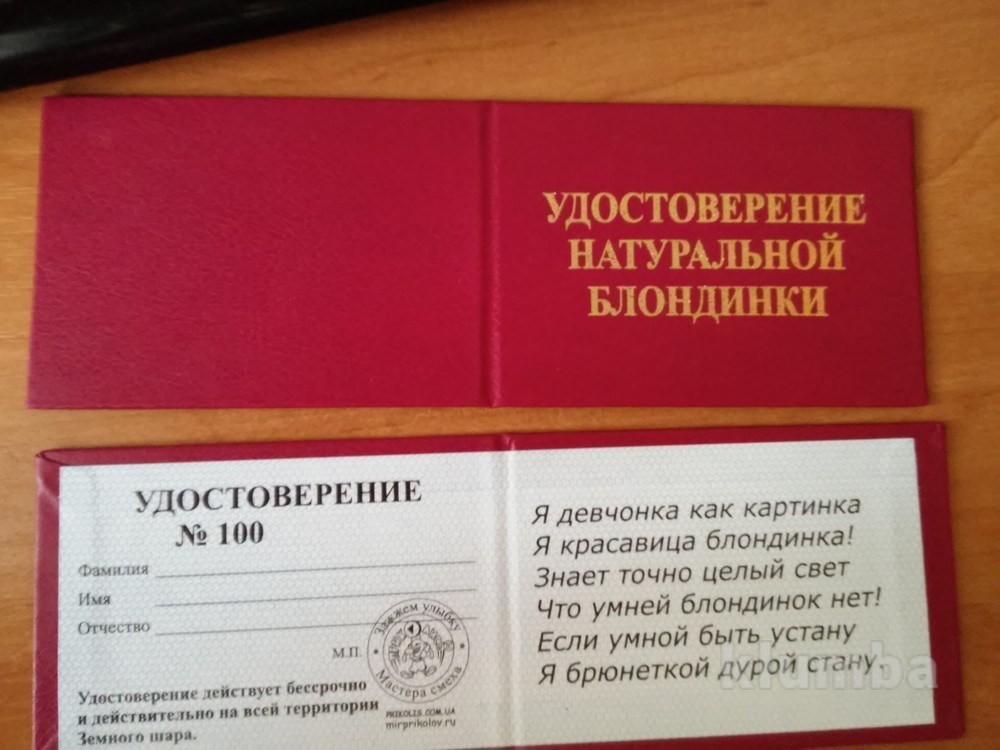 УДОСТОВЕРЕНИЕ
НАТУРАЛЬНОЙ
БЛОНДИНКИ
УДОСТОВЕРЕНИЕ
№ 100
Фамилия
Имя
Отчество
М.П.
Зажжем улыбку
Мастера смеха
PRIKOLIS.COM.UA
mirprikolov.ru
Удостоверение действует бессрочно
и действительно на всей территории
Земного шара.
Я девчонка как картинка
Я красавица блондинка!
Знает точно целый свет
Что умней блондинок нет!
Если умной быть устану
Я брюнеткой дурой стану.
klumba